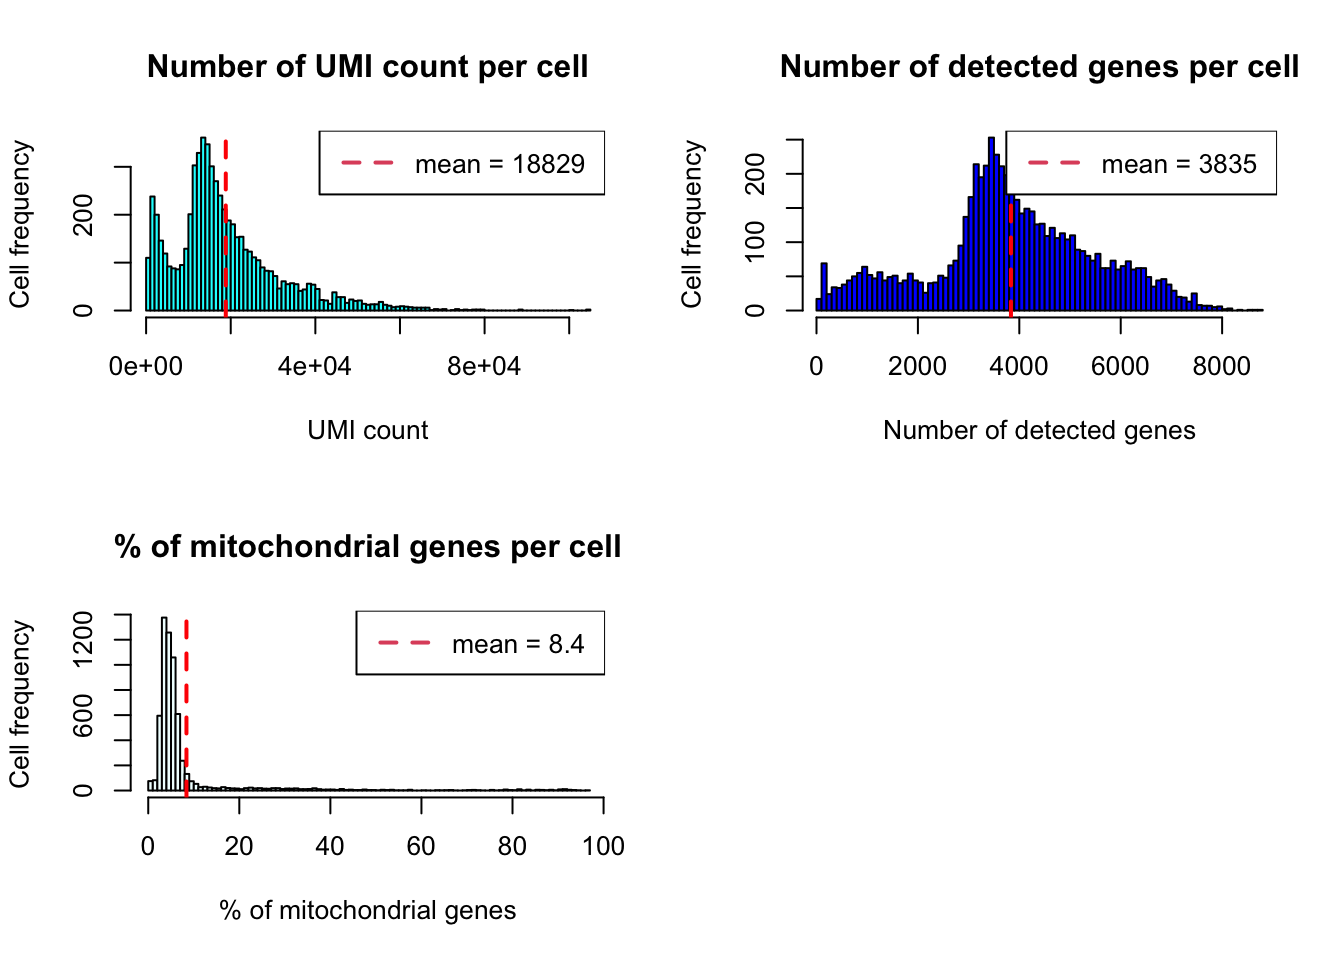 Number of UMI count per cell
mean = 18829
Cell frequency
0 200
0e+00 4e+04 8e+04
UMI count
Number of detected genes per cell
mean = 3835
Cell frequency
0 100 200
0 2000 4000 6000 8000
Number of detected genes
% of mitochondrial genes per cell
mean = 8.4
Cell frequency
0 600 1200
0 20 40 60 80 100
% of mitochondrial genes